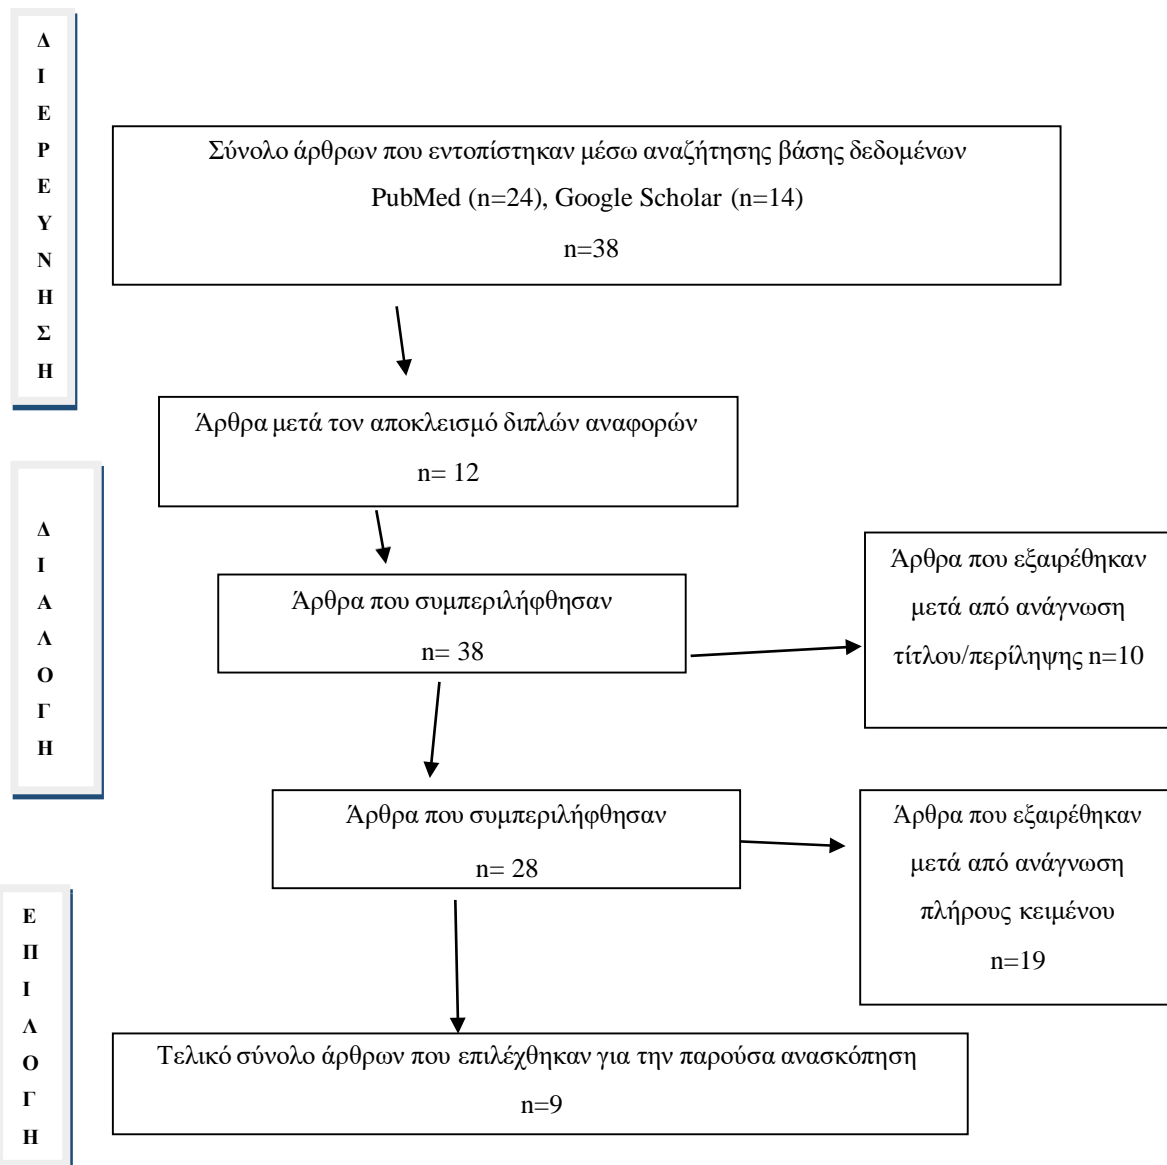 Δ
Ι
Ε
Ρ
Ε
Υ
Ν
Η
Σ
Η
Σύνολο άρθρων που εντοπίστηκαν μέσω αναζήτησης βάσης δεδομένων
PubMed (n=24), Google Scholar (n=14)
n=38
Άρθρα μετά τον αποκλεισμό διπλών αναφορών
n= 12
Δ
Ι
Α
Λ
Ο
Γ
Η
Άρθρα που συμπεριλήφθησαν
n= 38
Άρθρα που εξαιρέθηκαν
μετά από ανάγνωση
τίτλου/περίληψης n=10
Άρθρα που συμπεριλήφθησαν
n= 28
Άρθρα που εξαιρέθηκαν
μετά από ανάγνωση
πλήρους κειμένου
n=19
Ε
Π
Ι
Λ
Ο
Γ
Η
Τελικό σύνολο άρθρων που επιλέχθηκαν για την παρούσα ανασκόπηση
n=9